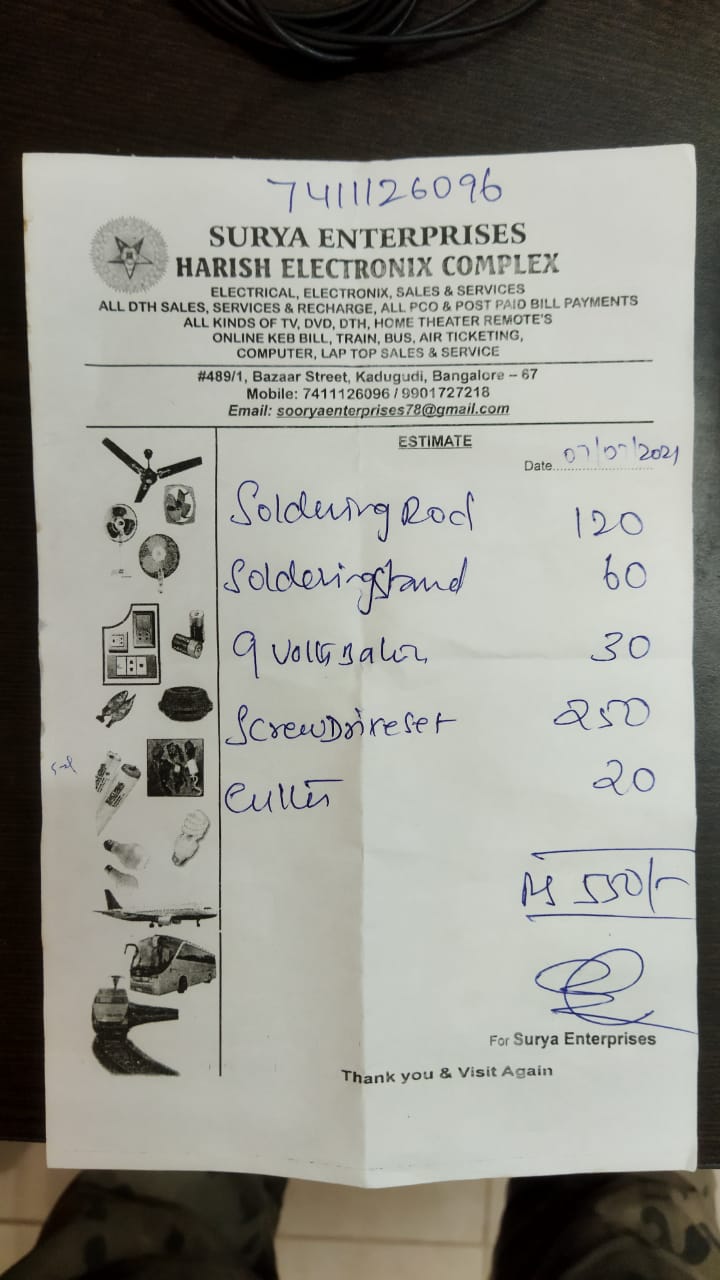 7411126096
SURYA ENTERPRISES
HARISH ELECTRONIX COMPLEX
ELECTRICAL, ELECTRONIX, SALES & SERVICES
ALL DTH SALES, SERVICES & RECHARGE, ALL PCO & POST PAID BILL PAYMENTS
ALL KINDS OF TV, DVD, DTH, HOME THEATER REMOTE'S
ONLINE KEB BILL, TRAIN, BUS, AIR TICKETING,
COMPUTER, LAP TOP SALES & SERVICE
#489/1, Bazaar Street, Kadugudi, Bangalore – 67
Mobile: 7411126096 / 9901727218
Email: sooryaenterprises78@gmail.com
ESTIMATE
Date 07/07/2021
Soldering Rod 120
Soldering stand 60
9 Volts 30
Screw Driveset 250
Cutter 20
Rs 550/-
For Surya Enterprises
Thank you & Visit Again